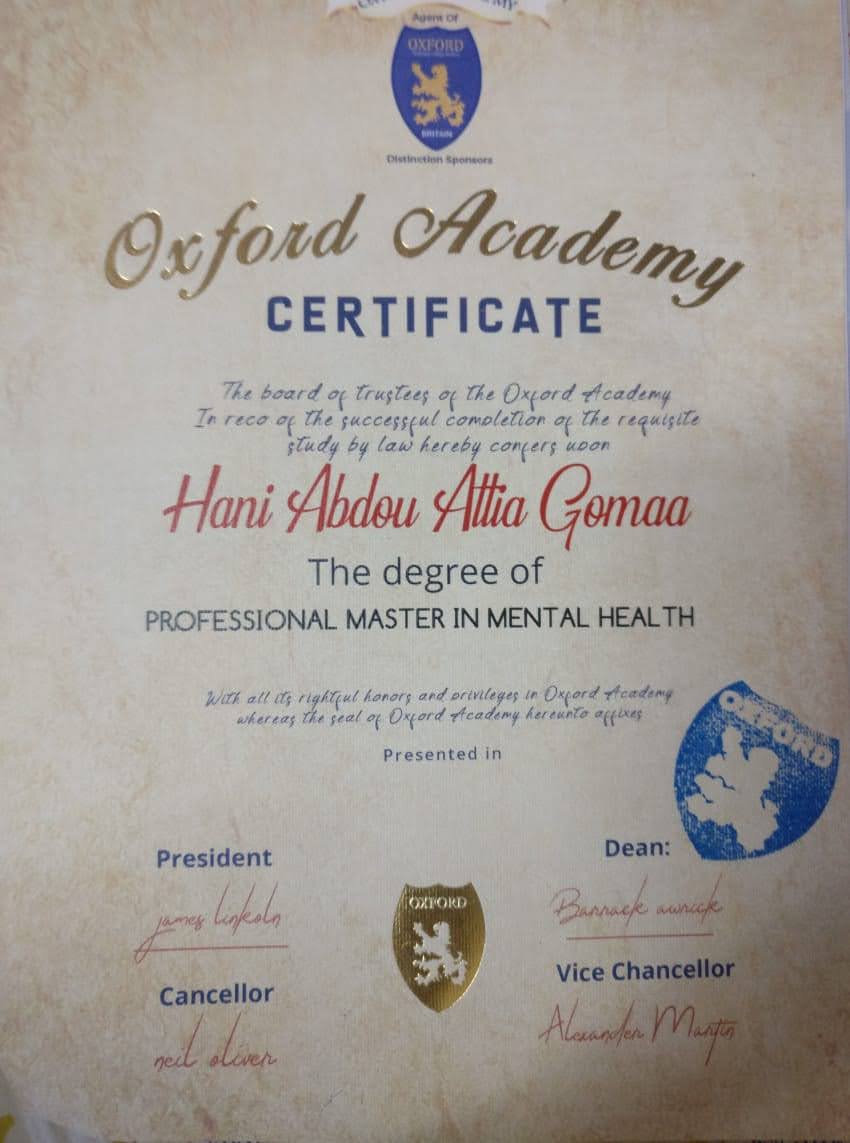 Agent Of
OXFORD
BRITAIN
Distinction Sponsors
Oxford Academy
CERTIFICATE
The board of trustees of the Oxford Academy
In reco of the successful completion of the requisite
study by law hereby confers upon
Hani Abdou Attia Gomaa
The degree of
PROFESSIONAL MASTER IN MENTAL HEALTH
With all its rightful honors and privileges in Oxford Academy
whereas the seal of Oxford Academy hereunto affixes
Presented in
OXFORD
President
Dean:
james linkoln
Barrack awrick
OXFORD
Cancellor
Vice Chancellor
neil oliver
Alexander Martin